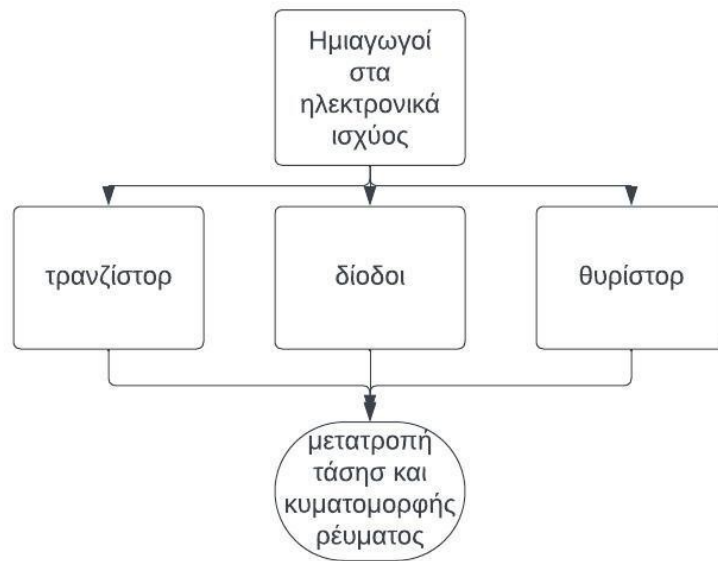 Ημιαγωγοί
στα
ηλεκτρονικά
ισχύος
τρανζίστορ
δίοδοι
θυρίστορ
μετατροπή
τάσησ και
κυματομορφής
ρέυματος